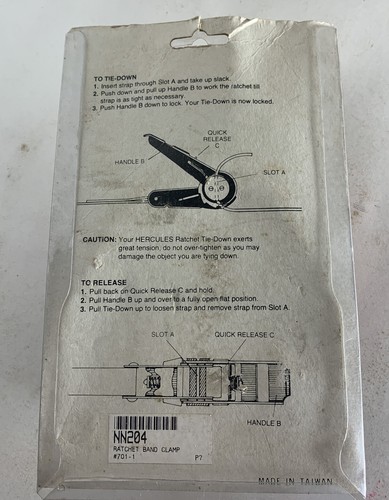 TO TIE-DOWN
1. Insert strap through Slot A and take up slack.
2. Push down and pull up Handle B to work the ratchet till
strap is as tight as necessary.
3. Push Handle B down to lock. Your Tie-Down is now locked.
QUICK
RELEASE
C
HANDLE B
SLOT A
CAUTION: Your HERCULES Ratchet Tie-Down exerts
great tension, do not over-tighten as you may
damage the object you are tying down.
TO RELEASE
1. Pull back on Quick Release C and hold.
2. Pull Handle B up and over to a fully open flat position.
3. Pull Tie-Down up to loosen strap and remove strap from Slot A.
SLOT A
QUICK RELEASE C
HANDLE B
NN204
RATCHET BAND CLAMP
#701-1 P7
MADE IN TAIWAN